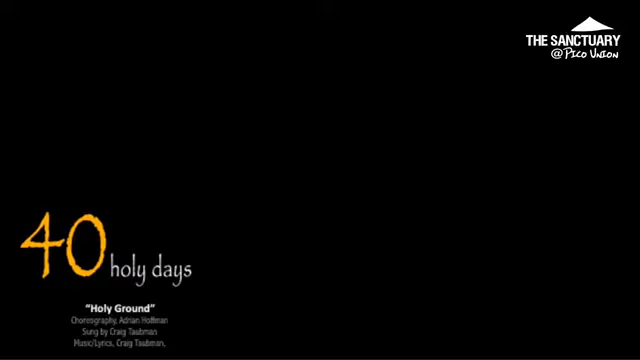 THE SANCTUARY
@Pico Union
40 holy days
"Holy Ground"
Choreography, Adrian Hoffman
Sung by Craig Taubman
Music/Lyrics, Craig Taubman,